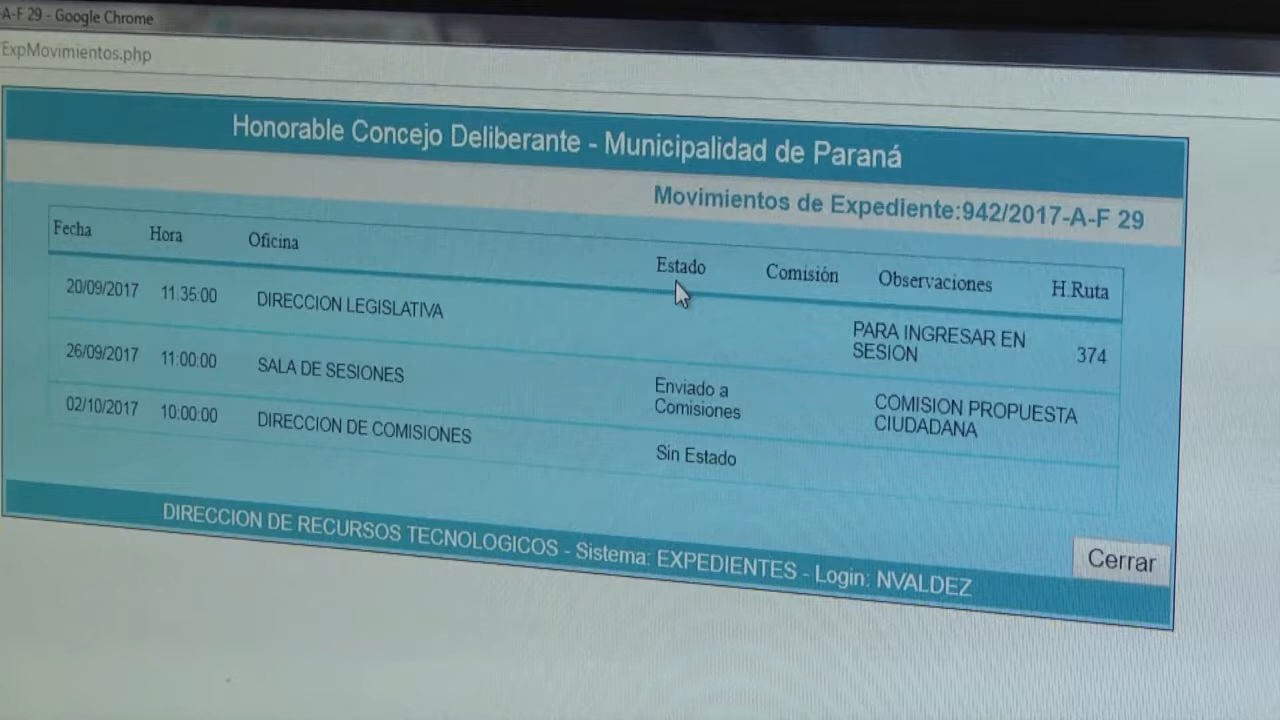 A-F 29 - Google Chrome
ExpMovimientos.php
Honorable Concejo Deliberante - Municipalidad de Paraná
Movimientos de Expediente:942/2017-A-F 29
Fecha Hora Oficina Estado Comisión Observaciones H.Ruta
20/09/2017 11:35:00 DIRECCION LEGISLATIVA PARA INGRESAR EN SESION 374
26/09/2017 11:00:00 SALA DE SESIONES Enviado a Comisiones COMISION PROPUESTA CIUDADANA
02/10/2017 10:00:00 DIRECCION DE COMISIONES Sin Estado
Cerrar
DIRECCION DE RECURSOS TECNOLOGICOS - Sistema: EXPEDIENTES - Login: NVALDEZ